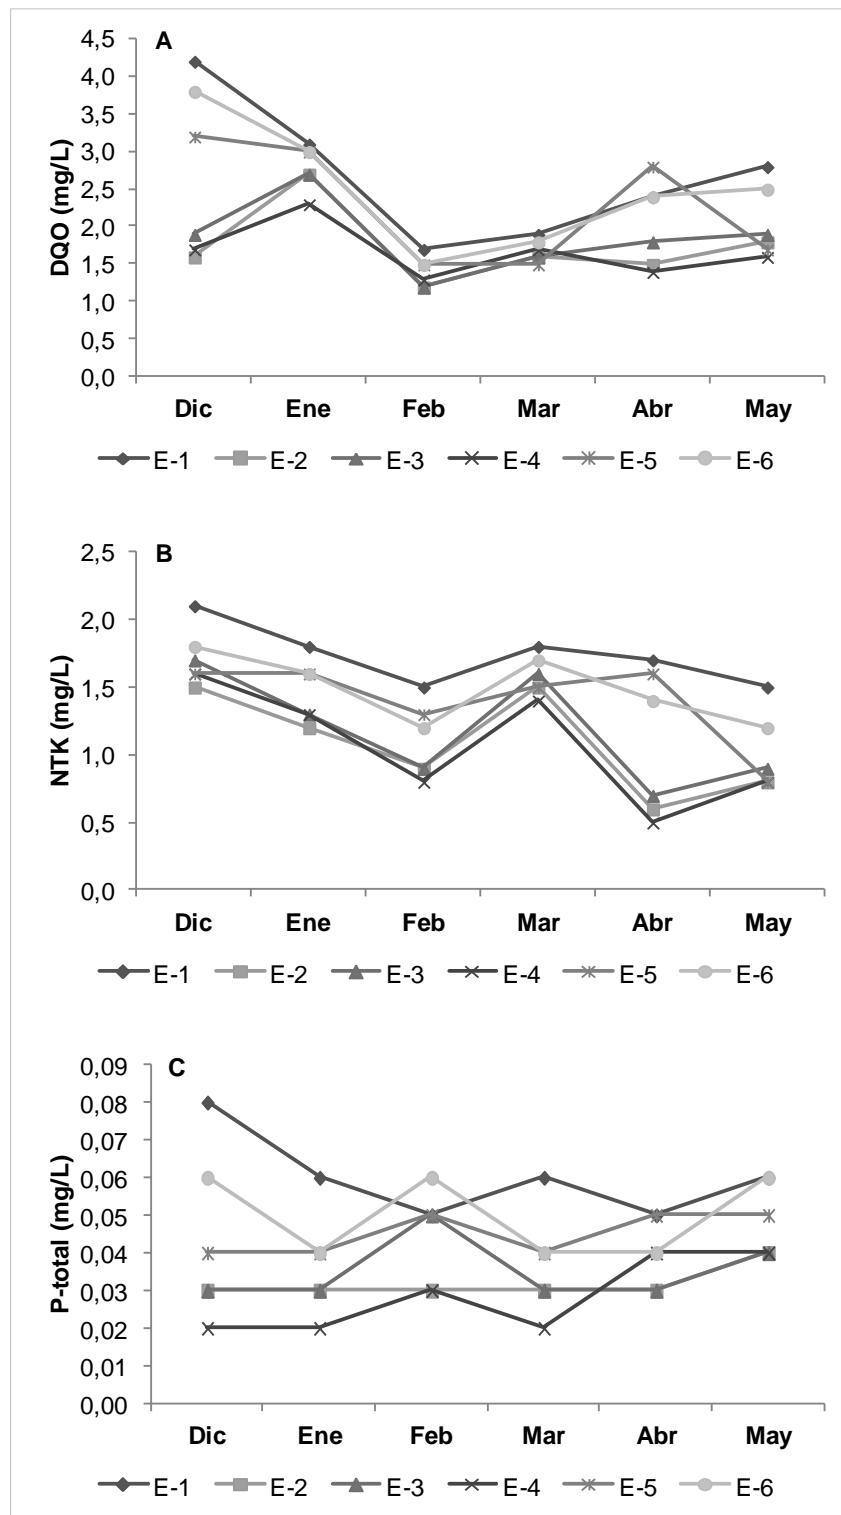 A
4,5
4,0
3,5
3,0
2,5
2,0
1,5
1,0
0,5
0,0
DQO (mg/L)
Dic Ene Feb Mar Abr May
E-1 E-2 E-3 E-4 E-5 E-6
B
2,5
2,0
1,5
1,0
0,5
0,0
NTK (mg/L)
Dic Ene Feb Mar Abr May
E-1 E-2 E-3 E-4 E-5 E-6
C
0,09
0,08
0,07
0,06
0,05
0,04
0,03
0,02
0,01
0,00
P-total (mg/L)
Dic Ene Feb Mar Abr May
E-1 E-2 E-3 E-4 E-5 E-6